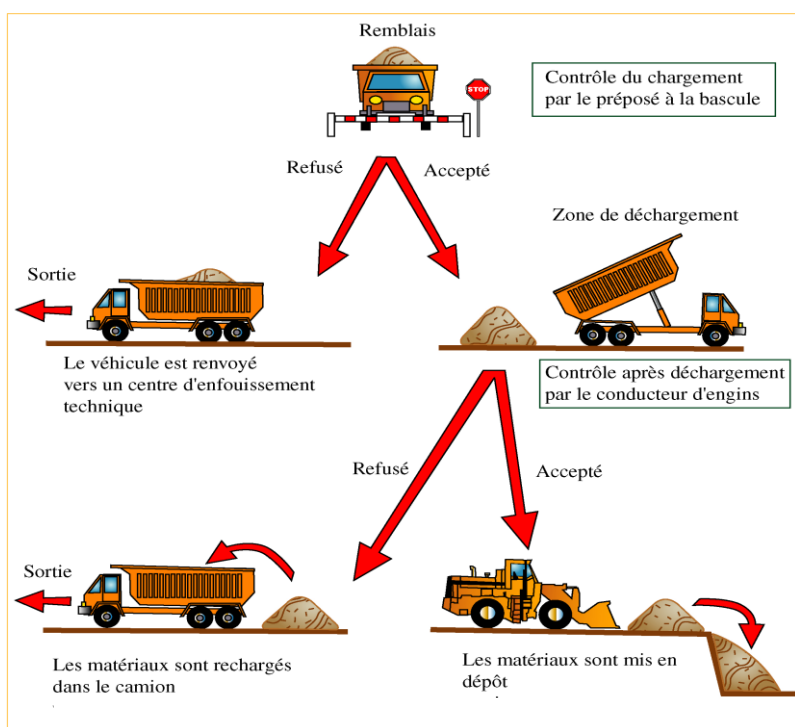 Remblais
STOP
Contrôle du chargement
par le préposé à la bascule
Refusé
Accepté
Zone de déchargement
Sortie
Le véhicule est renvoyé
vers un centre d'enfouissement
technique
Contrôle après déchargement
par le conducteur d'engins
Refusé
Accepté
Sortie
Les matériaux sont rechargés
dans le camion
Les matériaux sont mis en
dépôt